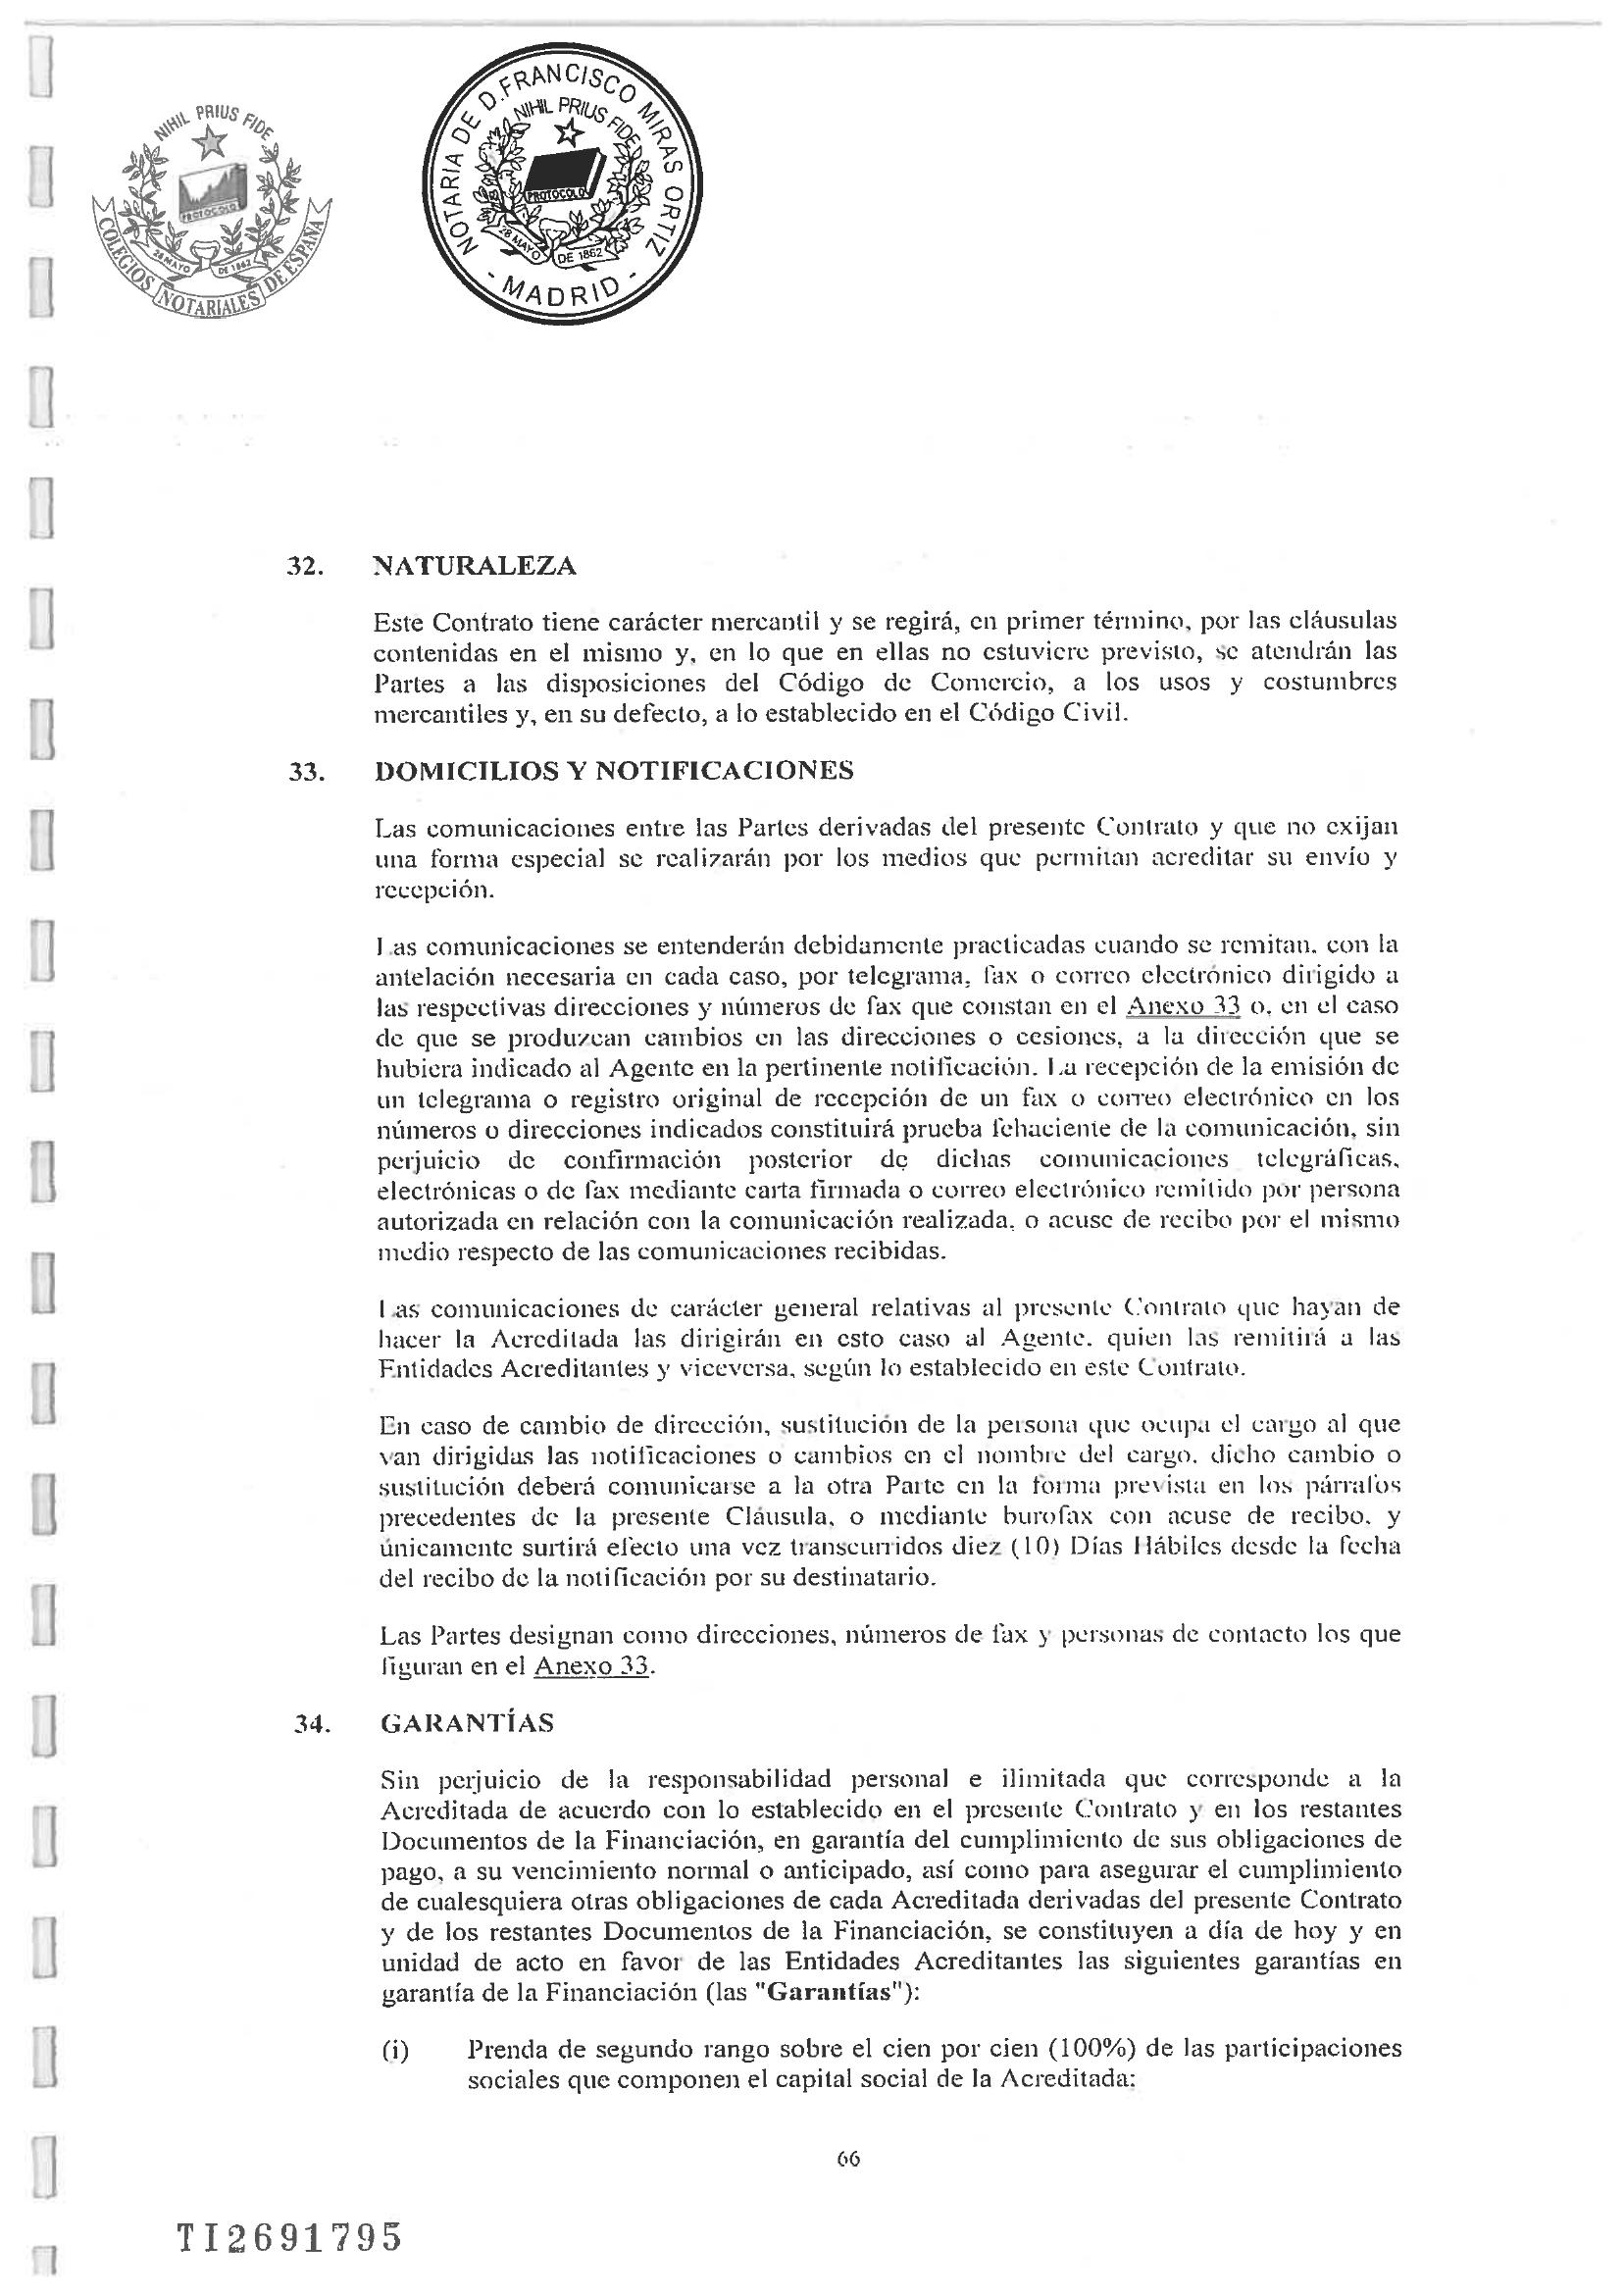 NIHIL PRIUS FIDE
PROTOCOLO
28 MAYO DE 1862
COLEGIOS NOTARIALES DE ESPAÑA
NOTARIA DE D. FRANCISCO MIRAS ORTIZ
NIHIL PRIUS FIDE
PROTOCOLO
28 MAYO DE 1862
- MADRID -
32. NATURALEZA
Este Contrato tiene carácter mercantil y se regirá, en primer término, por las cláusulas
contenidas en el mismo y, en lo que en ellas no estuviere previsto, se atendrán las
Partes a las disposiciones del Código de Comercio, a los usos y costumbres
mercantiles y, en su defecto, a lo establecido en el Código Civil.
33. DOMICILIOS Y NOTIFICACIONES
Las comunicaciones entre las Partes derivadas del presente Contrato y que no exijan
una forma especial se realizarán por los medios que permitan acreditar su envío y
recepción.
Las comunicaciones se entenderán debidamente practicadas cuando se remitan, con la
antelación necesaria en cada caso, por telegrama, fax o correo electrónico dirigido a
las respectivas direcciones y números de fax que constan en el Anexo 33 o, en el caso
de que se produzcan cambios en las direcciones o cesiones, a la dirección que se
hubiera indicado al Agente en la pertinente notificación. La recepción de la emisión de
un telegrama o registro original de recepción de un fax o correo electrónico en los
números o direcciones indicados constituirá prueba fehaciente de la comunicación, sin
perjuicio de confirmación posterior de dichas comunicaciones telegráficas,
electrónicas o de fax mediante carta firmada o correo electrónico remitido por persona
autorizada en relación con la comunicación realizada, o acuse de recibo por el mismo
medio respecto de las comunicaciones recibidas.
Las comunicaciones de carácter general relativas al presente Contrato que hayan de
hacer la Acreditada las dirigirán en esto caso al Agente, quien las remitirá a las
Entidades Acreditantes y viceversa, según lo establecido en este Contrato.
En caso de cambio de dirección, sustitución de la persona que ocupa el cargo al que
van dirigidas las notificaciones o cambios en el nombre del cargo, dicho cambio o
sustitución deberá comunicarse a la otra Parte en la forma prevista en los párrafos
precedentes de la presente Cláusula, o mediante burofax con acuse de recibo, y
únicamente surtirá efecto una vez transcurridos diez (10) Días Hábiles desde la fecha
del recibo de la notificación por su destinatario.
Las Partes designan como direcciones, números de fax y personas de contacto los que
figuran en el Anexo 33.
34. GARANTÍAS
Sin perjuicio de la responsabilidad personal e ilimitada que corresponde a la
Acreditada de acuerdo con lo establecido en el presente Contrato y en los restantes
Documentos de la Financiación, en garantía del cumplimiento de sus obligaciones de
pago, a su vencimiento normal o anticipado, así como para asegurar el cumplimiento
de cualesquiera otras obligaciones de cada Acreditada derivadas del presente Contrato
y de los restantes Documentos de la Financiación, se constituyen a día de hoy y en
unidad de acto en favor de las Entidades Acreditantes las siguientes garantías en
garantía de la Financiación (las "Garantías"):
(i) Prenda de segundo rango sobre el cien por cien (100%) de las participaciones
sociales que componen el capital social de la Acreditada;
66
TI2691795